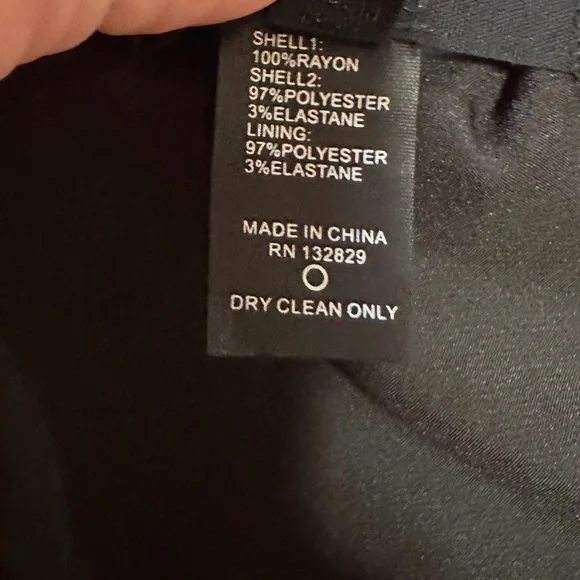 SHELL1:
100%RAYON
SHELL2:
97%POLYESTER
3%ELASTANE
LINING:
97%POLYESTER
3%ELASTANE
MADE IN CHINA
RN 132829
DRY CLEAN ONLY